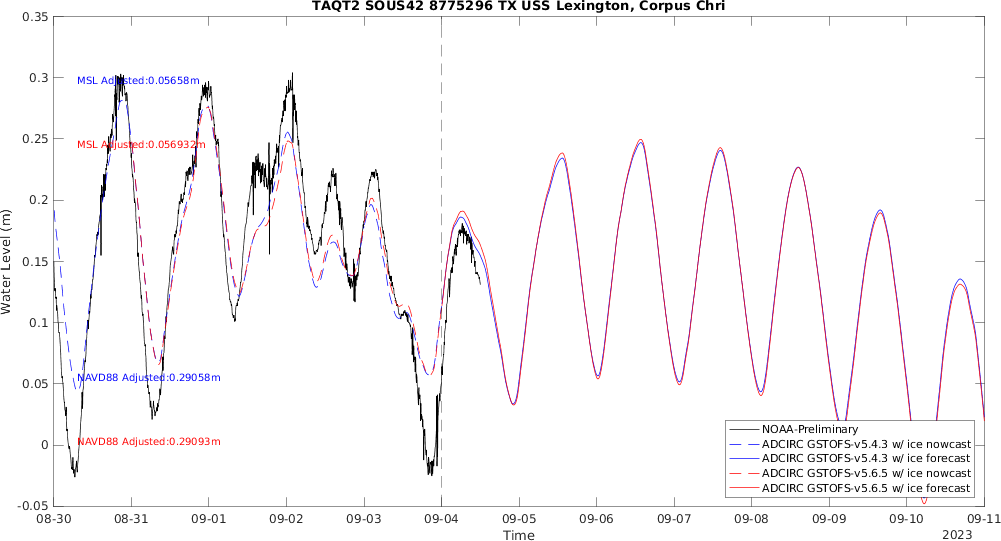 TAQT2 SOUS42 8775296 TX USS Lexington, Corpus Chri
0.35
0.3
0.25
0.2
0.15
0.1
0.05
0
-0.05
Water Level (m)
MSL Adjusted:0.05658m
MSL Adjusted:0.056932m
NAVD88 Adjusted:0.29058m
NAVD88 Adjusted:0.29093m
NOAA-Preliminary
ADCIRC GSTOFS-v5.4.3 w/ ice nowcast
ADCIRC GSTOFS-v5.4.3 w/ ice forecast
ADCIRC GSTOFS-v5.6.5 w/ ice nowcast
ADCIRC GSTOFS-v5.6.5 w/ ice forecast
08-30 08-31 09-01 09-02 09-03 09-04 09-05 09-06 09-07 09-08 09-09 09-10 09-11
Time
2023